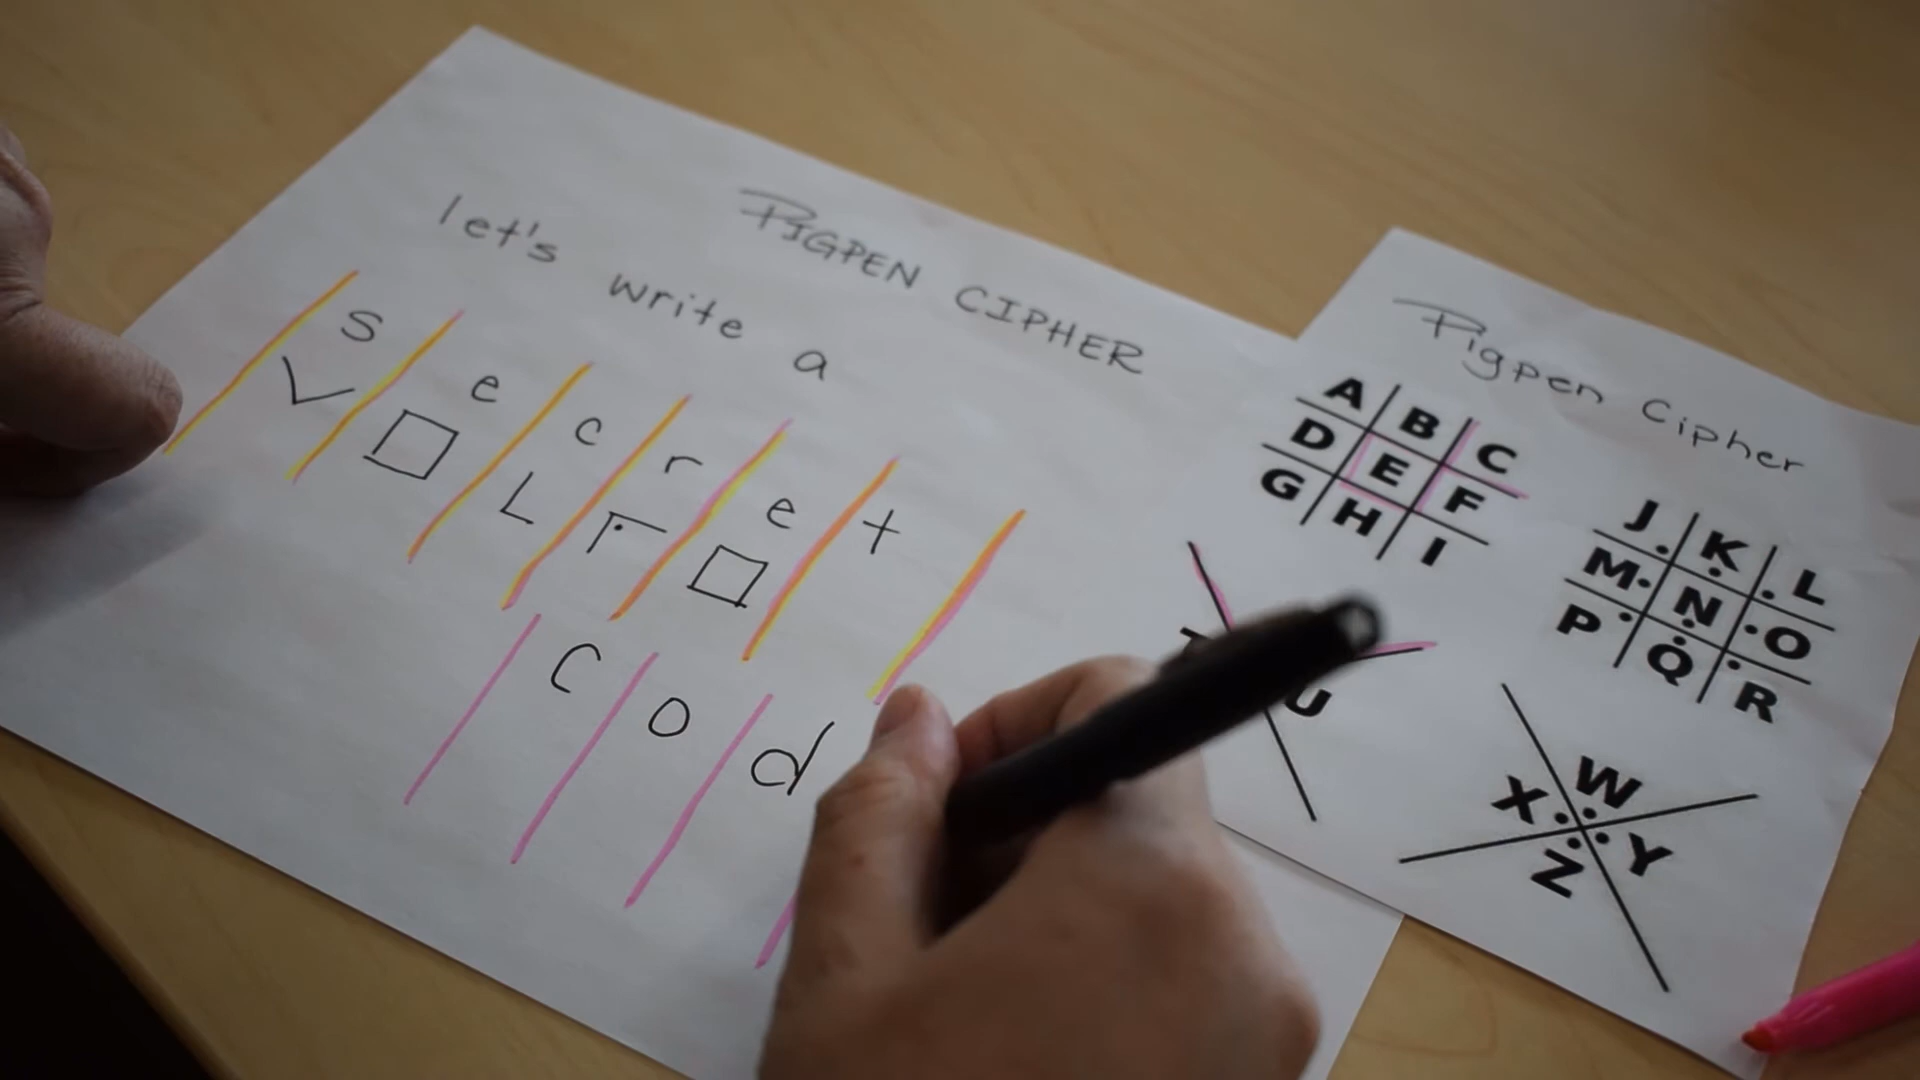 PIGPEN CIPHER
let's write a
s e c r e t
C o d
Pigpen Cipher
A B C
D E F
G H I
J K L
M N O
P Q R
U
W
X Y
Z